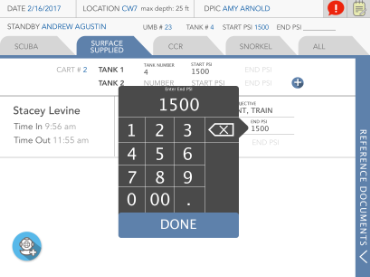 DATE 2/16/2017 LOCATION CW7 max depth: 25 ft DPIC AMY ARNOLD
STANDBY ANDREW AGUSTIN UMB # 23 TANK # 4 START PSI 1500 END PSI
SCUBA SURFACE SUPPLIED CCR SNORKEL ALL
CART # 2 TANK 1 TANK NUMBER 4 START PSI 1500 END PSI
TANK 2 NUMBER START PSI END PSI
Enter End PSI
1500
Stacey Levine
Time In 9:56 am
Time Out 11:55 am
NT, TRAIN
END PSI
1500
END PSI
1 2 3
4 5 6
7 8 9
0 00 .
DONE
REFERENCE DOCUMENTS